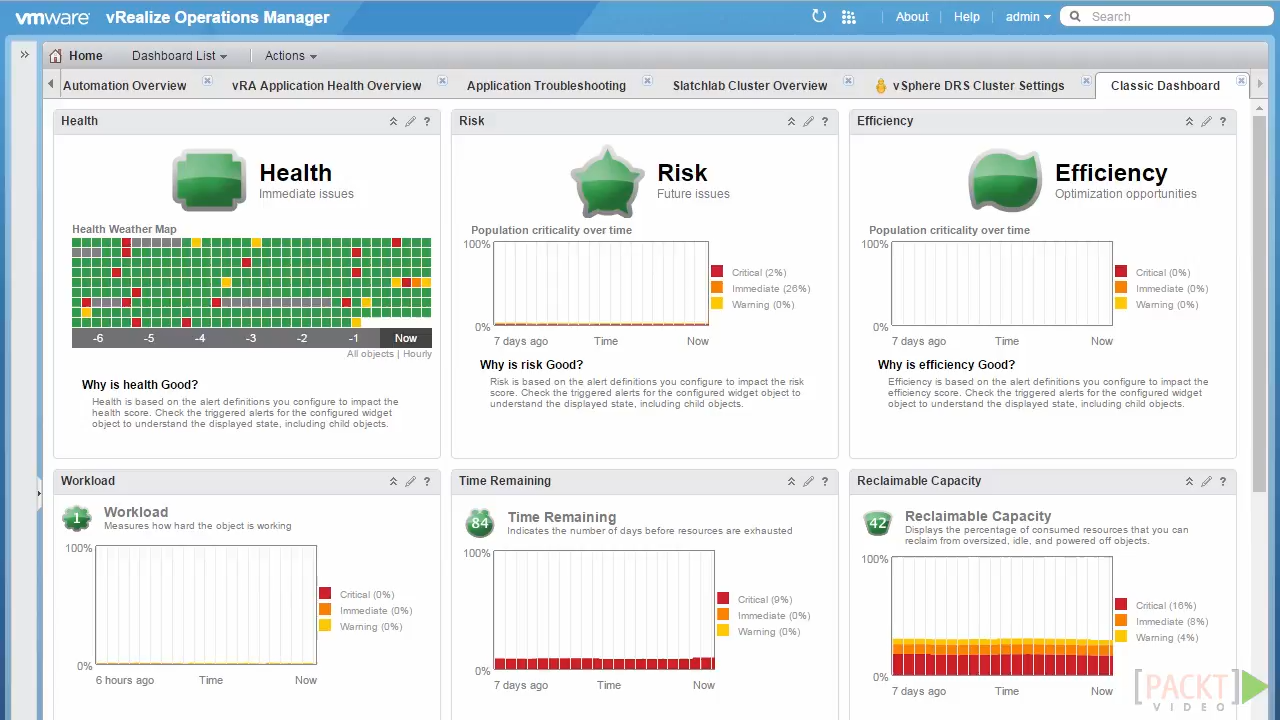 vmware vRealize Operations Manager
About Help admin Search
Home Dashboard List Actions
Automation Overview vRA Application Health Overview Application Troubleshooting Slatchlab Cluster Overview vSphere DRS Cluster Settings Classic Dashboard
Health ?
Health
Immediate issues
Health Weather Map
-6 -5 -4 -3 -2 -1 Now
All objects | Hourly
Why is health Good?
Health is based on the alert definitions you configure to impact the
health score. Check the triggered alerts for the configured widget
object to understand the displayed state, including child objects.
Risk ?
Risk
Future issues
Population criticality over time
100%
Critical (2%)
Immediate (26%)
Warning (0%)
0%
7 days ago Time Now
Why is risk Good?
Risk is based on the alert definitions you configure to impact the risk
score. Check the triggered alerts for the configured widget object to
understand the displayed state, including child objects.
Efficiency ?
Efficiency
Optimization opportunities
Population criticality over time
100%
Critical (0%)
Immediate (0%)
Warning (0%)
0%
7 days ago Time Now
Why is efficiency Good?
Efficiency is based on the alert definitions you configure to impact the
efficiency score. Check the triggered alerts for the configured widget
object to understand the displayed state, including child objects.
Workload ?
1 Workload
Measures how hard the object is working
100%
Critical (0%)
Immediate (0%)
Warning (0%)
0%
6 hours ago Time Now
Time Remaining ?
84 Time Remaining
Indicates the number of days before resources are exhausted
100%
Critical (9%)
Immediate (0%)
Warning (0%)
0%
7 days ago Time Now
Reclaimable Capacity ?
42 Reclaimable Capacity
Displays the percentage of consumed resources that you can
reclaim from oversized, idle, and powered off objects.
100%
Critical (16%)
Immediate (8%)
Warning (4%)
0%
7 days ago Time Now
[PACKT]
VIDEO